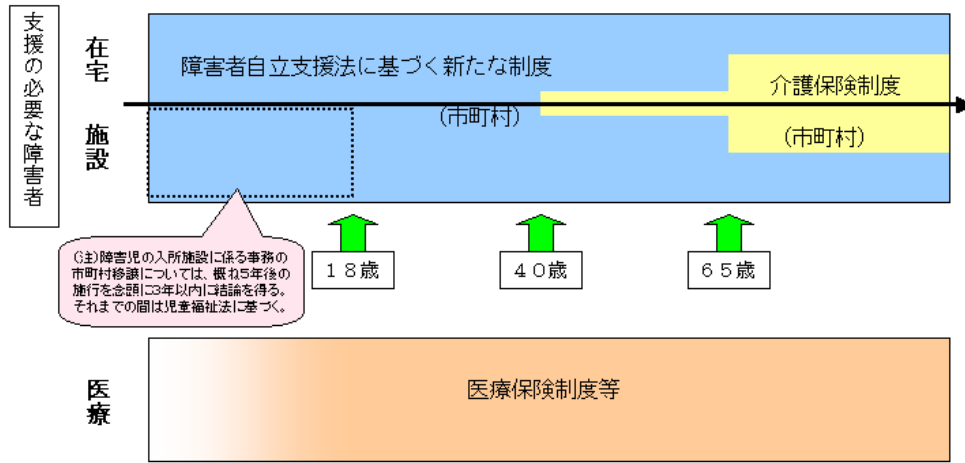 支援の必要な障害者
在宅
施設
障害者自立支援法に基づく新たな制度
(市町村)
介護保険制度
(市町村)
(注)障害児の入所施設に係る事務の
市町村移譲については、概ね5年後の
施行を念頭に3年以内に結論を得る。
それまでの間は児童福祉法に基づく。
18歳
40歳
65歳
医療
医療保険制度等